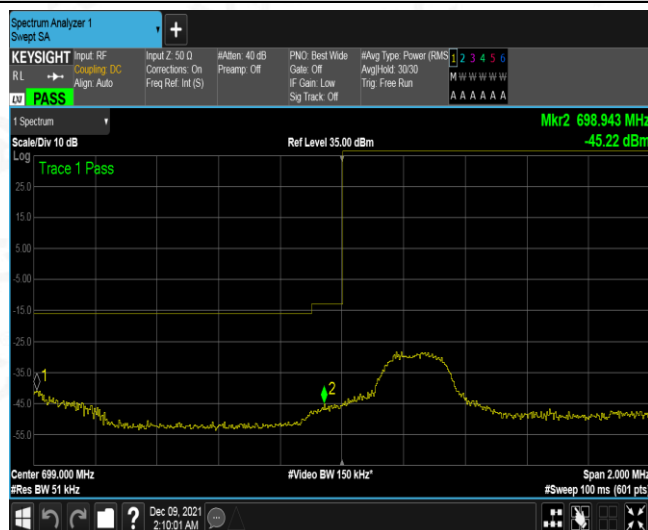 Spectrum Analyzer 1
Swept SA
KEYSIGHT Input: RF Input Z: 50 Ω #Atten: 40 dB PNO: Best Wide #Avg Type: Power (RMS 1 2 3 4 5 6
RL Coupling: DC Corrections: On Preamp: Off Gate: Off Avg|Hold: 30/30 M W W W W W
Align: Auto Freq Ref: Int (S) IF Gain: Low Trig: Free Run
LXI PASS Sig Track: Off A A A A A A
1 Spectrum Mkr2 698.943 MHz
Scale/Div 10 dB Ref Level 35.00 dBm -45.22 dBm
Log
Trace 1 Pass
25.0
15.0
5.00
-5.00
-15.0
-25.0
-35.0
1
2
-45.0
-55.0
Center 699.000 MHz #Video BW 150 kHz* Span 2.000 MHz
#Res BW 51 kHz #Sweep 100 ms (601 pts)
? Dec 09, 2021
2:10:01 AM